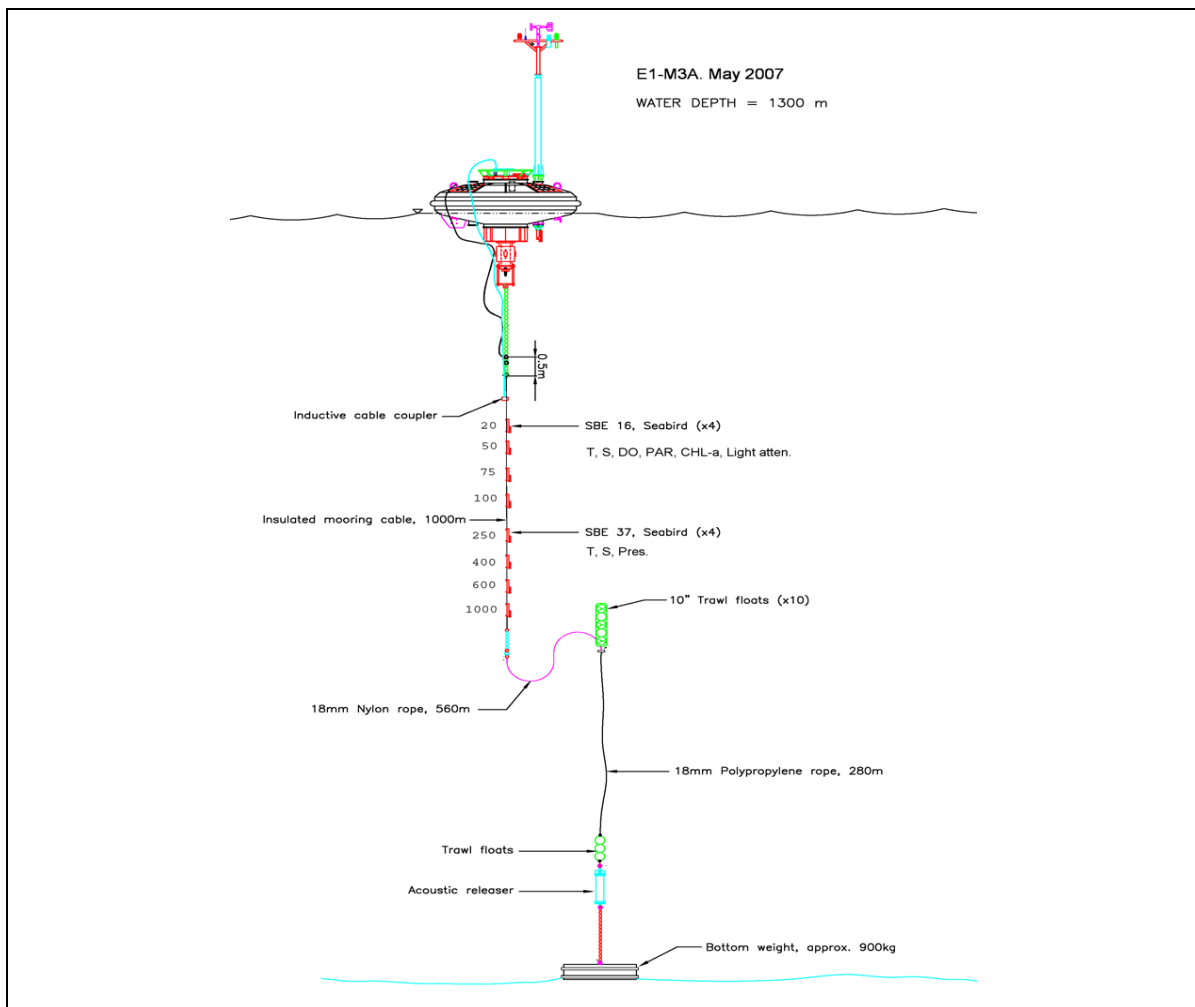 E1-M3A. May 2007
WATER DEPTH = 1300 m
0.5m
Inductive cable coupler
20
SBE 16, Seabird (x4)
50
T, S, DO, PAR, CHL-a, Light atten.
75
100
Insulated mooring cable, 1000m
250
SBE 37, Seabird (x4)
T, S, Pres.
400
600
1000
10" Trawl floats (x10)
18mm Nylon rope, 560m
18mm Polypropylene rope, 280m
Trawl floats
Acoustic releaser
Bottom weight, approx. 900kg